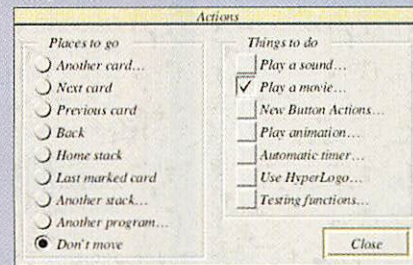 Actions
Places to go
Another card...
Next card
Previous card
Back
Home stack
Last marked card
Another stack...
Another program...
Don't move
Things to do
Play a sound...
Play a movie...
New Button Actions...
Play animation...
Automatic timer...
Use HyperLogo...
Testing functions...
Close